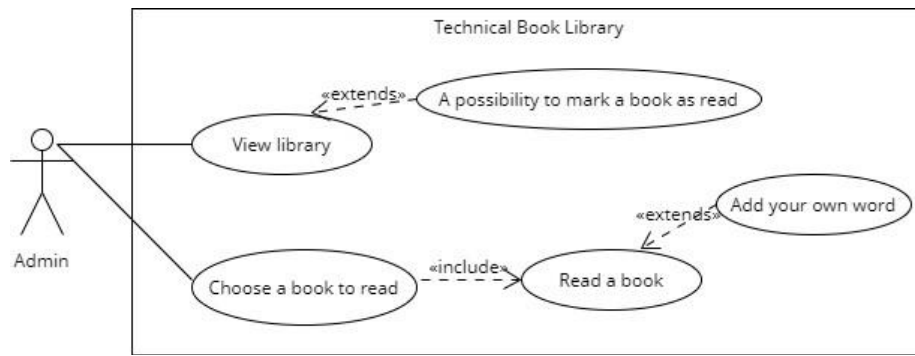 Technical Book Library
«extends»
A possibility to mark a book as read
View library
Add your own word
«extends»
Admin
Choose a book to read
«include»
Read a book